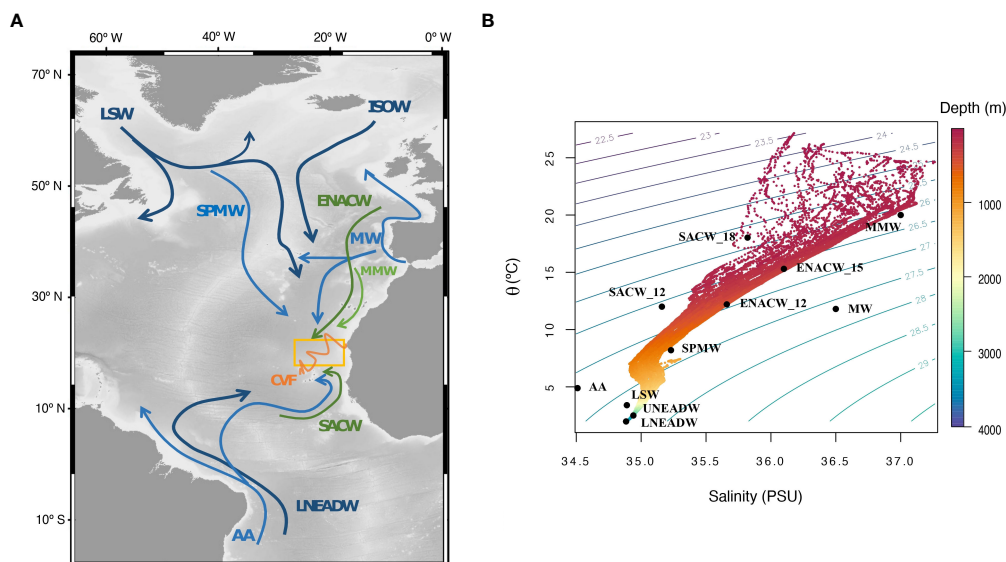 A
60° W 40° W 20° W 0° W
70° N
50° N
30° N
10° N
10° S
LSW
ISOW
SPMW
ENACW
MW
MMW
CVF
SACW
LNEADW
AA
B
Depth (m)
1000
2000
3000
4000
22.5
23
23.5
24
24.5
25
26
26.5
27
27.5
28
28.5
29
θ (ºC)
25
20
15
10
5
MMW
SACW_18
ENACW_15
SACW_12
ENACW_12
MW
SPMW
AA
LSW
UNEADW
LNEADW
34.5 35.0 35.5 36.0 36.5 37.0
Salinity (PSU)